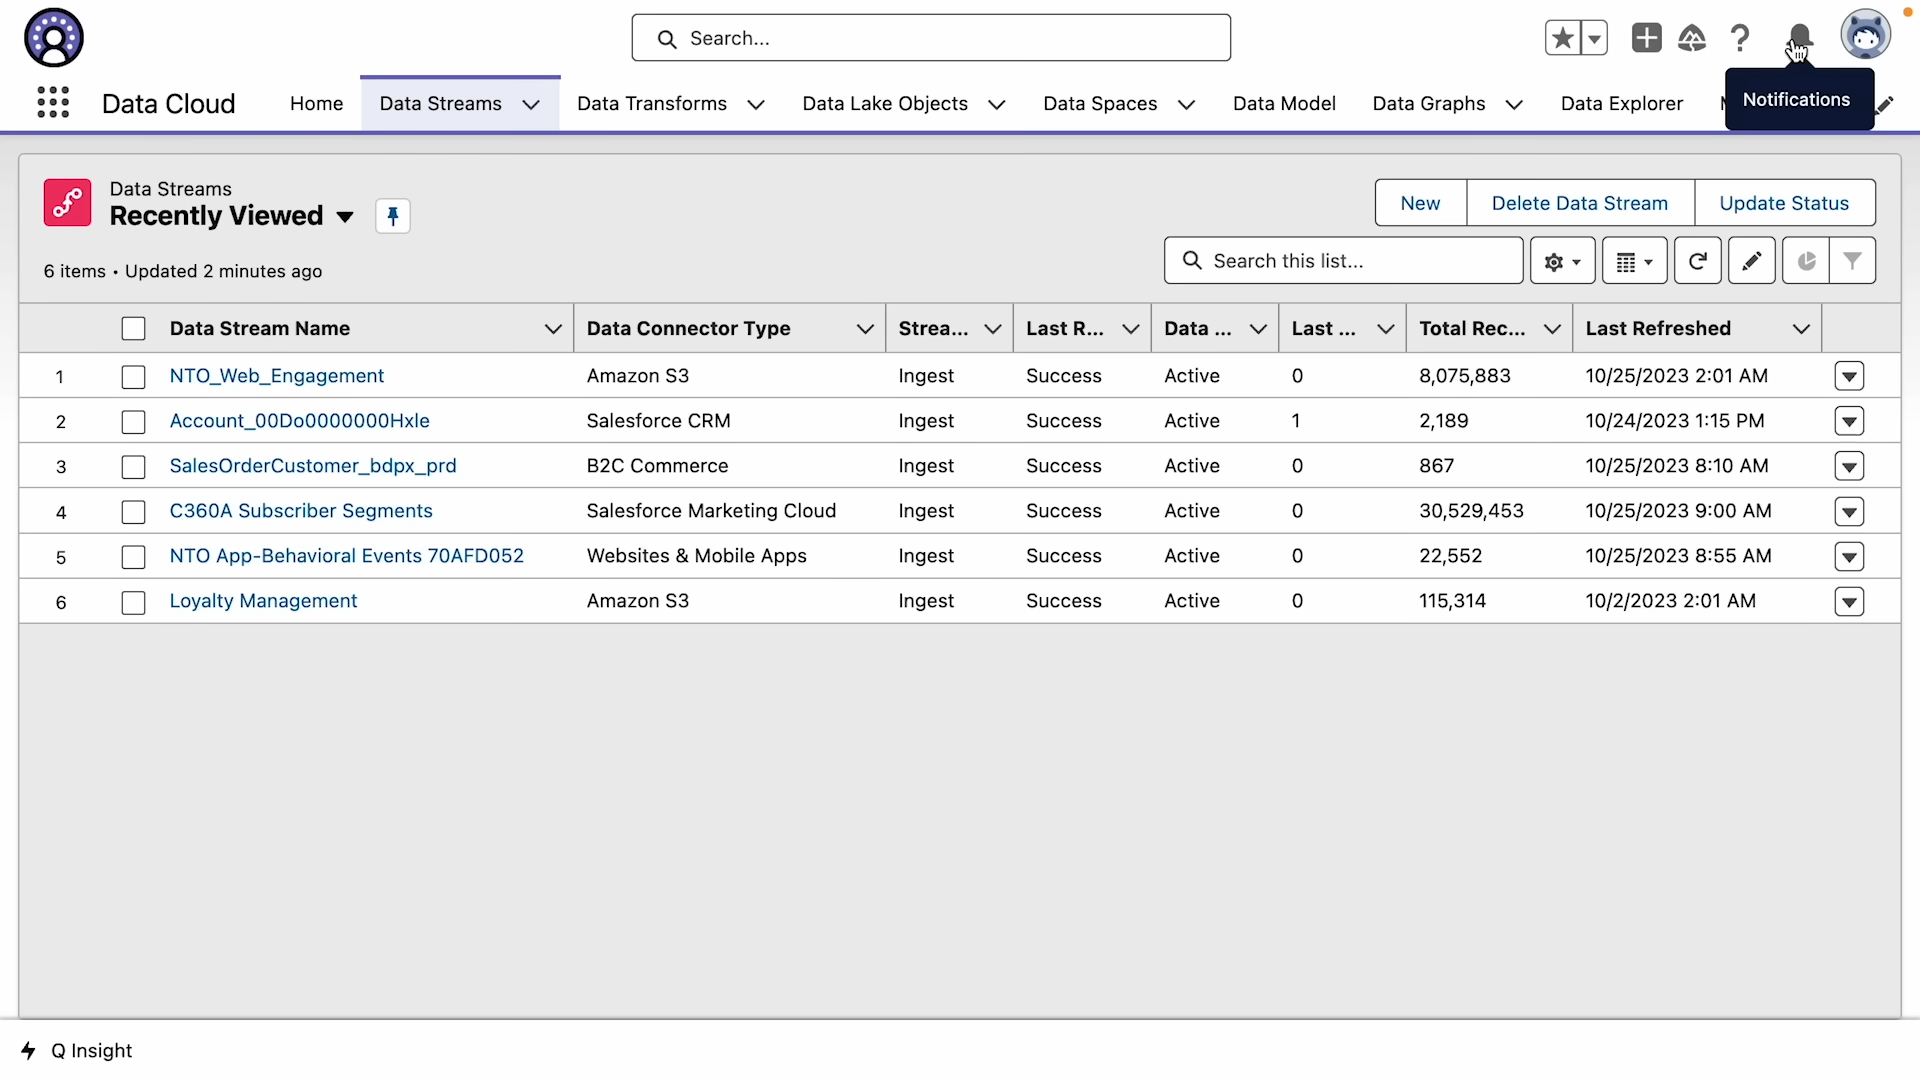 Search...
Notifications
Data Cloud Home Data Streams Data Transforms Data Lake Objects Data Spaces Data Model Data Graphs Data Explorer
Data Streams
Recently Viewed
New Delete Data Stream Update Status
6 items • Updated 2 minutes ago
Search this list...
Data Stream Name Data Connector Type Strea... Last R... Data ... Last ... Total Rec... Last Refreshed
1 NTO_Web_Engagement Amazon S3 Ingest Success Active 0 8,075,883 10/25/2023 2:01 AM
2 Account_00Do0000000Hxle Salesforce CRM Ingest Success Active 1 2,189 10/24/2023 1:15 PM
3 SalesOrderCustomer_bdpx_prd B2C Commerce Ingest Success Active 0 867 10/25/2023 8:10 AM
4 C360A Subscriber Segments Salesforce Marketing Cloud Ingest Success Active 0 30,529,453 10/25/2023 9:00 AM
5 NTO App-Behavioral Events 70AFD052 Websites & Mobile Apps Ingest Success Active 0 22,552 10/25/2023 8:55 AM
6 Loyalty Management Amazon S3 Ingest Success Active 0 115,314 10/2/2023 2:01 AM
Q Insight